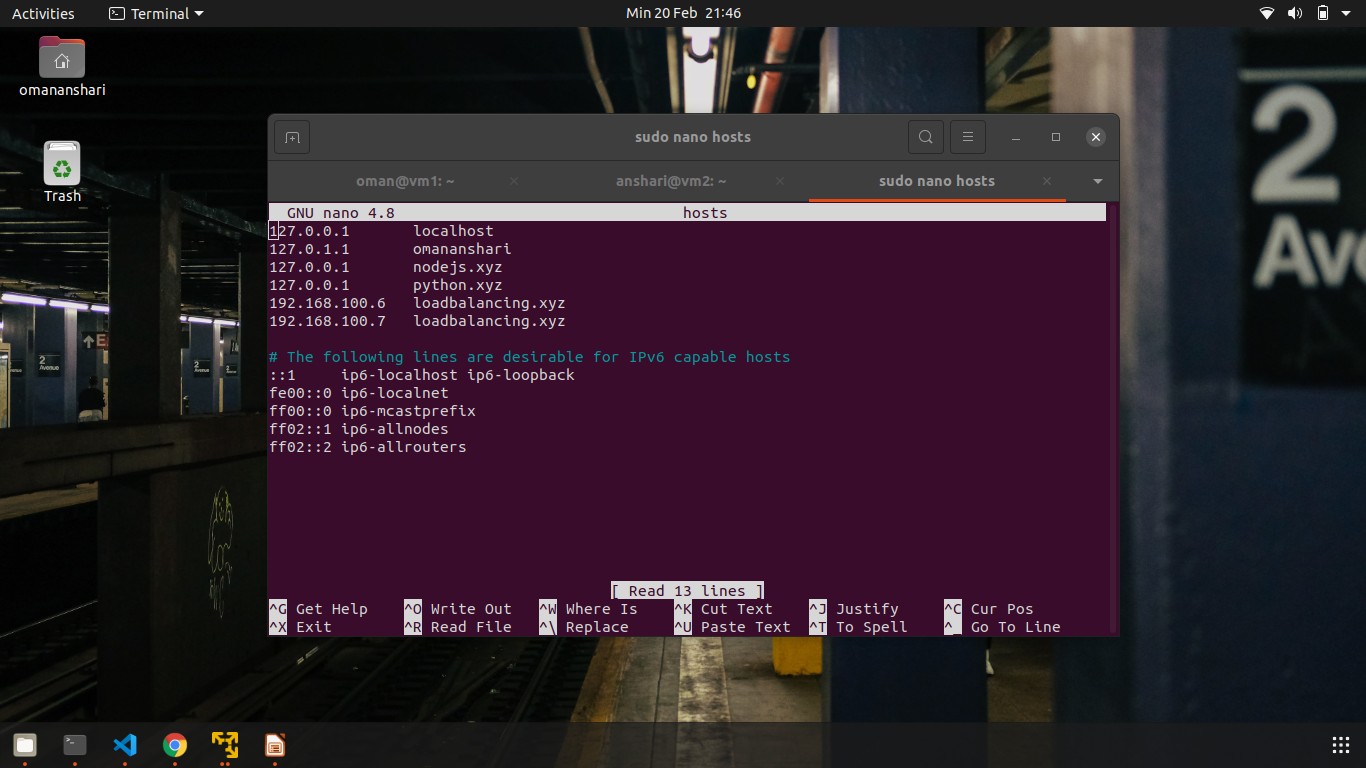 Activities
Terminal
Min 20 Feb 21:46
omananshari
Trash
sudo nano hosts
oman@vm1: ~
anshari@vm2: ~
sudo nano hosts
GNU nano 4.8 hosts
127.0.0.1 localhost
127.0.1.1 omananshari
127.0.0.1 nodejs.xyz
127.0.0.1 python.xyz
192.168.100.6 loadbalancing.xyz
192.168.100.7 loadbalancing.xyz
# The following lines are desirable for IPv6 capable hosts
::1 ip6-localhost ip6-loopback
fe00::0 ip6-localnet
ff00::0 ip6-mcastprefix
ff02::1 ip6-allnodes
ff02::2 ip6-allrouters
[ Read 13 lines ]
^G Get Help ^O Write Out ^W Where Is ^K Cut Text ^J Justify ^C Cur Pos
^X Exit ^R Read File ^\ Replace ^U Paste Text ^T To Spell ^_ Go To Line
2
Ave
2
Avenue
E
2
Avenue
2